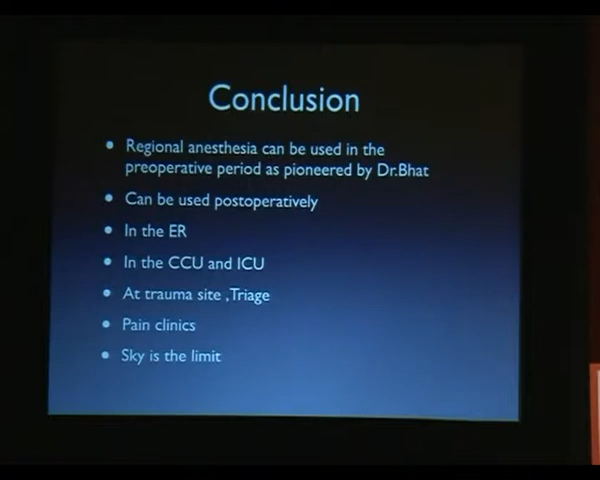 Conclusion
• Regional anesthesia can be used in the
preoperative period as pioneered by Dr.Bhat
• Can be used postoperatively
• In the ER
• In the CCU and ICU
• At trauma site ,Triage
• Pain clinics
• Sky is the limit